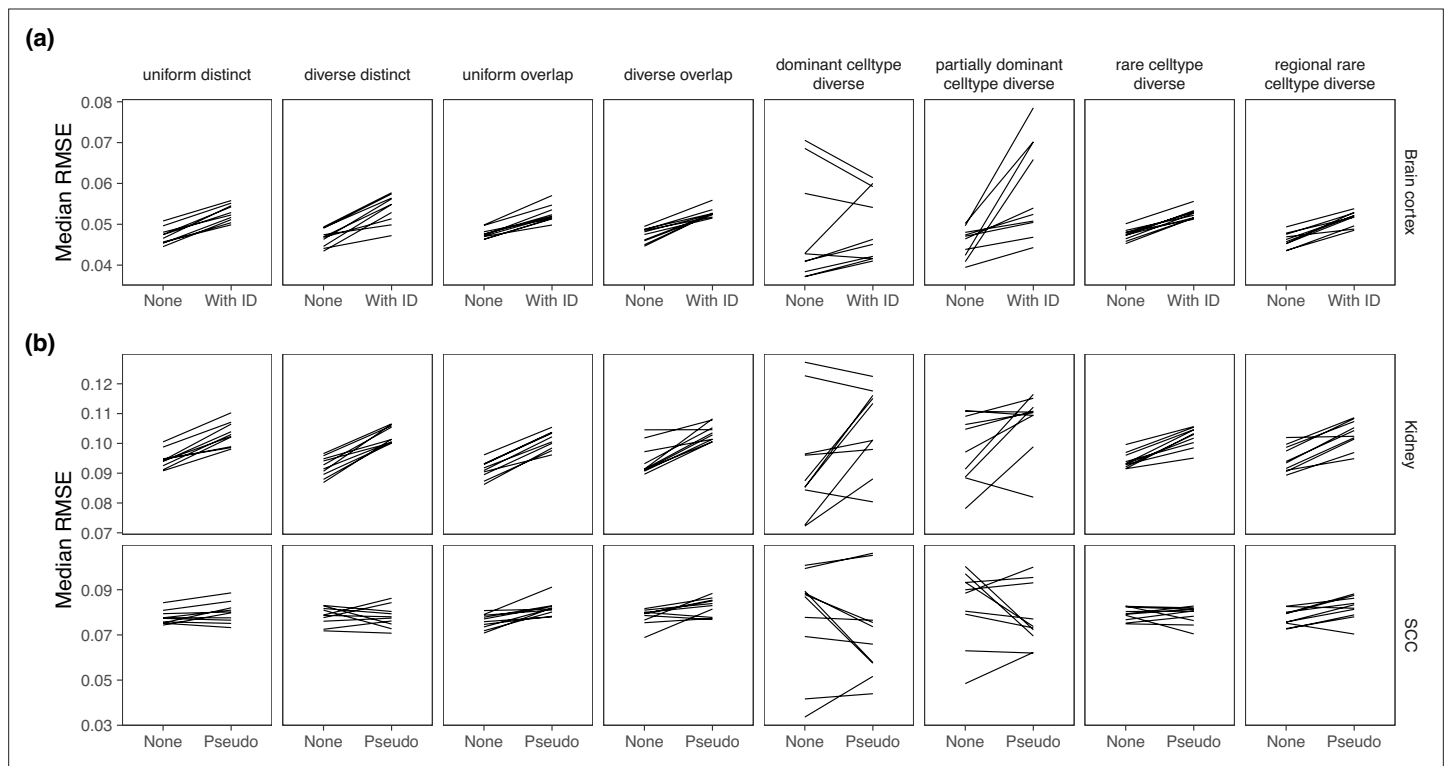 (a)
uniform distinct
diverse distinct
uniform overlap
diverse overlap
dominant celltype
diverse
partially dominant
celltype diverse
rare celltype
diverse
regional rare
celltype diverse
Median RMSE
0.08
0.07
0.06
0.05
0.04
Brain cortex
None With ID None With ID None With ID None With ID None With ID None With ID None With ID None With ID
(b)
Median RMSE
0.12
0.11
0.10
0.09
0.08
0.07
Kidney
Median RMSE
0.09
0.07
0.05
0.03
SCC
None Pseudo None Pseudo None Pseudo None Pseudo None Pseudo None Pseudo None Pseudo None Pseudo